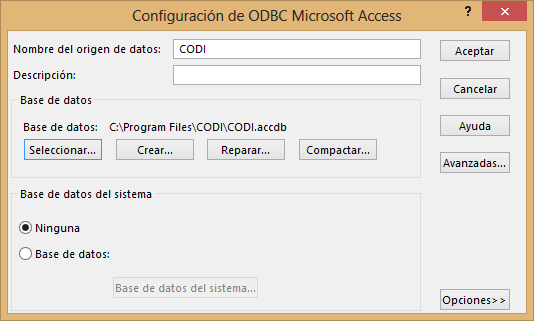 Configuración de ODBC Microsoft Access
? x
Nombre del origen de datos: CODI
Aceptar
Descripción:
Cancelar
Base de datos
Base de datos: C:\Program Files\CODI\CODI.accdb
Ayuda
Seleccionar... Crear... Reparar... Compactar...
Avanzadas...
Base de datos del sistema
Ninguna
Base de datos:
Base de datos del sistema...
Opciones>>